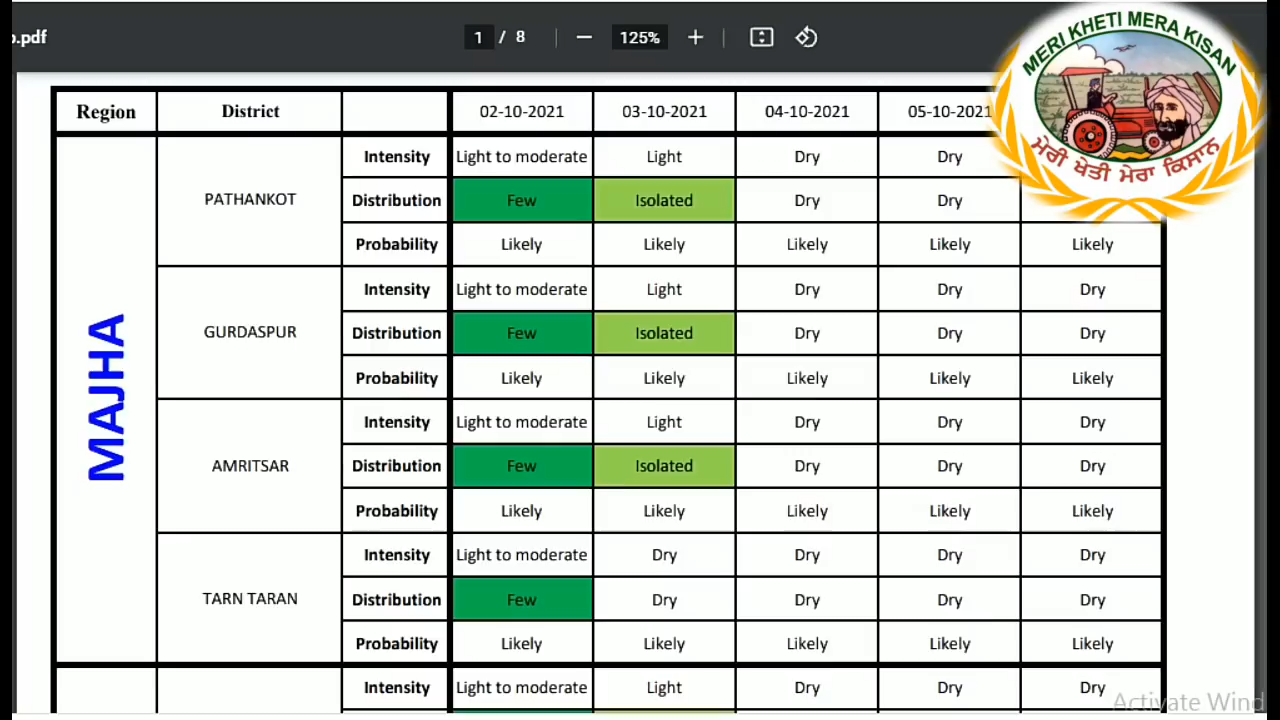 .pdf
1 / 8 125%
MERI KHETI MERA KISAN
ਮੇਰੀ ਖੇਤੀ ਮੇਰਾ ਕਿਸਾਨ
Region District 02-10-2021 03-10-2021 04-10-2021 05-10-2021
MAJHA
PATHANKOT
Intensity Light to moderate Light Dry Dry
Distribution Few Isolated Dry Dry
Probability Likely Likely Likely Likely Likely
GURDASPUR
Intensity Light to moderate Light Dry Dry Dry
Distribution Few Isolated Dry Dry Dry
Probability Likely Likely Likely Likely Likely
AMRITSAR
Intensity Light to moderate Light Dry Dry Dry
Distribution Few Isolated Dry Dry Dry
Probability Likely Likely Likely Likely Likely
TARN TARAN
Intensity Light to moderate Dry Dry Dry Dry
Distribution Few Dry Dry Dry Dry
Probability Likely Likely Likely Likely Likely
Intensity Light to moderate Light Dry Dry Dry
Activate Wind